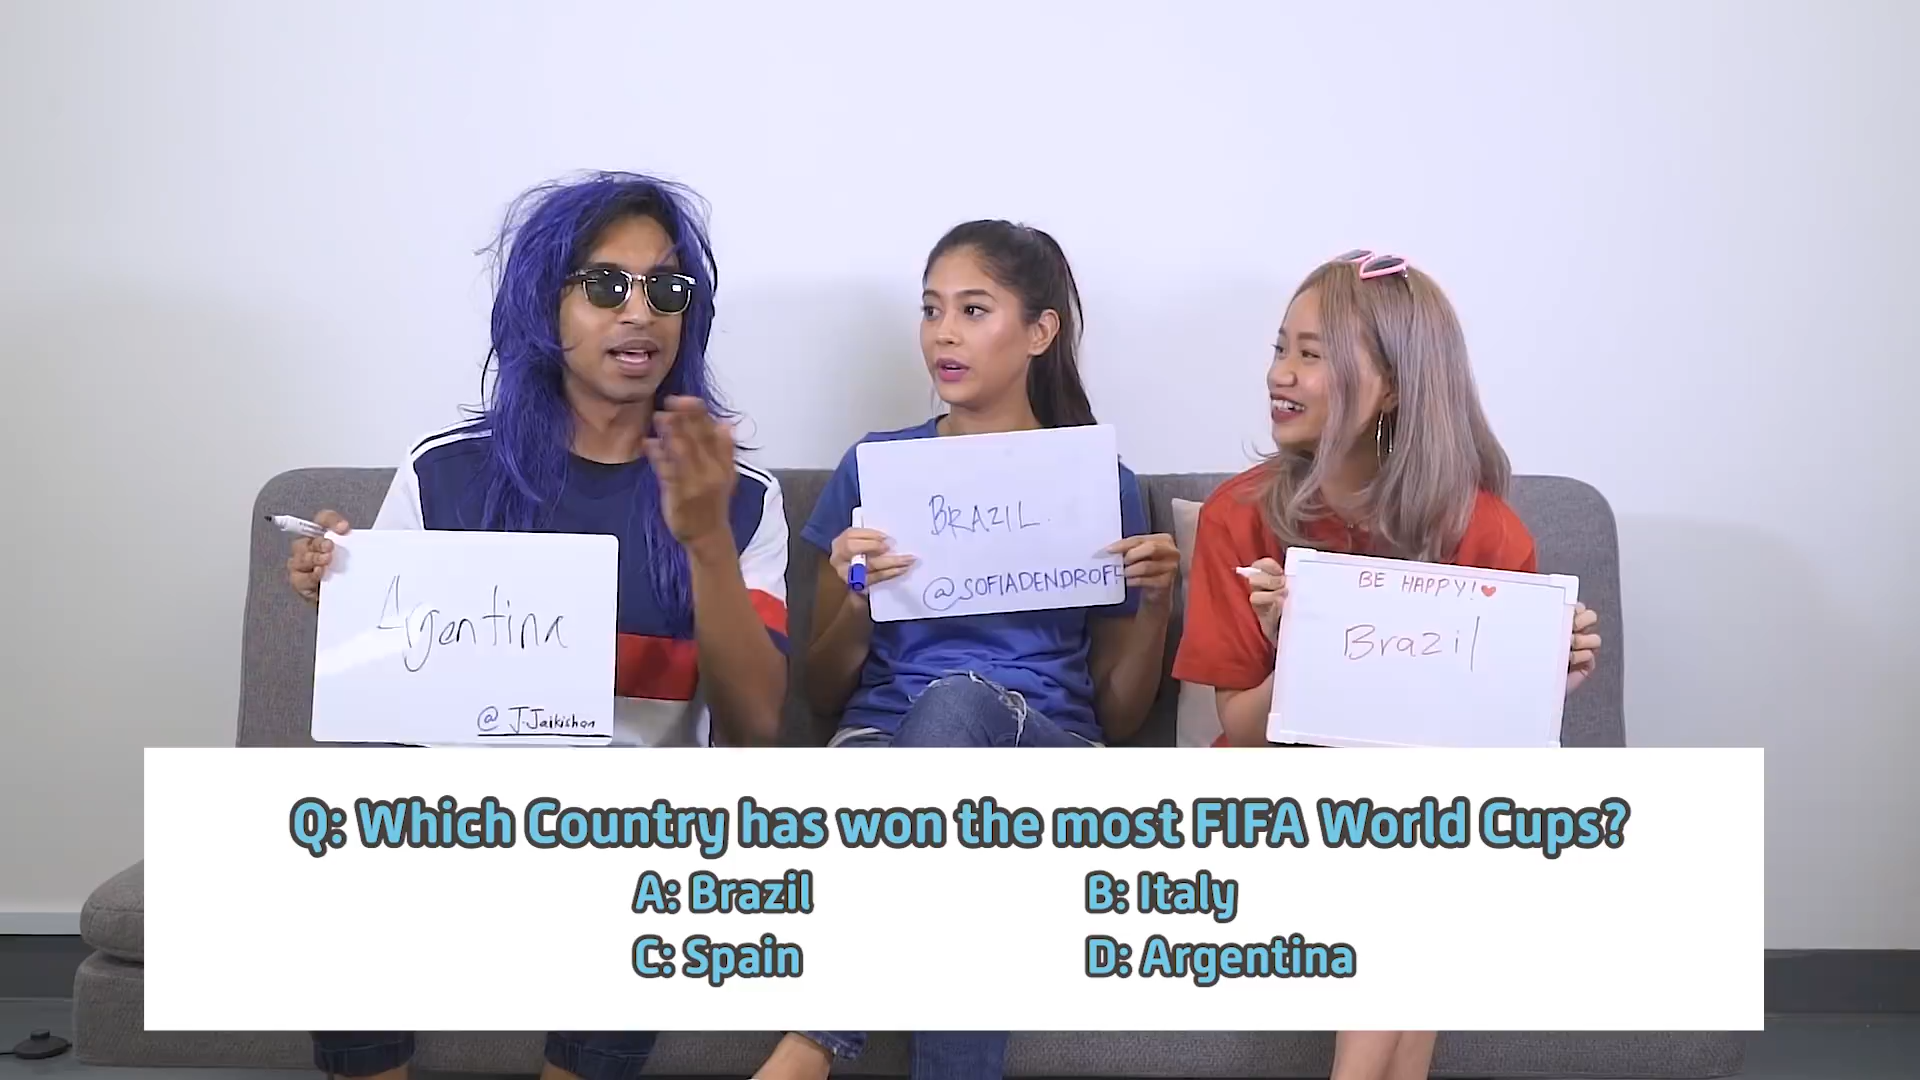 Argentina
@J.Jaikishan
BRAZIL.
@SOFIADENDROFF
BE HAPPY!
Brazil
Q: Which Country has won the most FIFA World Cups?
A: Brazil
B: Italy
C: Spain
D: Argentina